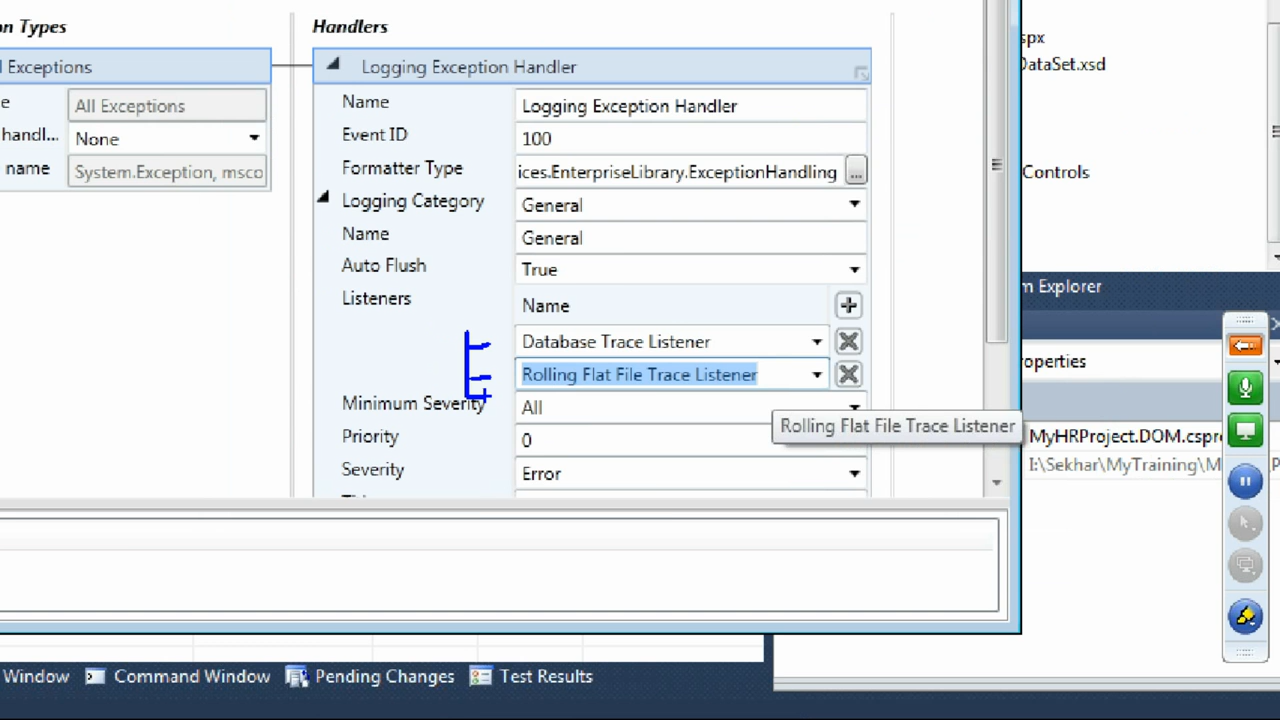 on Types
Handlers
l Exceptions
Logging Exception Handler
e
All Exceptions
Name
Logging Exception Handler
handl...
None
Event ID
100
name
System.Exception, msco
Formatter Type
ices.EnterpriseLibrary.ExceptionHandling
...
Logging Category
General
Name
General
Auto Flush
True
Listeners
Name
Database Trace Listener
Rolling Flat File Trace Listener
Minimum Severity
All
Rolling Flat File Trace Listener
Priority
0
Severity
Error
spx
DataSet.xsd
Controls
m Explorer
operties
MyHRProject.DOM.cspro
I:\Sekhar\MyTraining\M
P
Window
Command Window
Pending Changes
Test Results